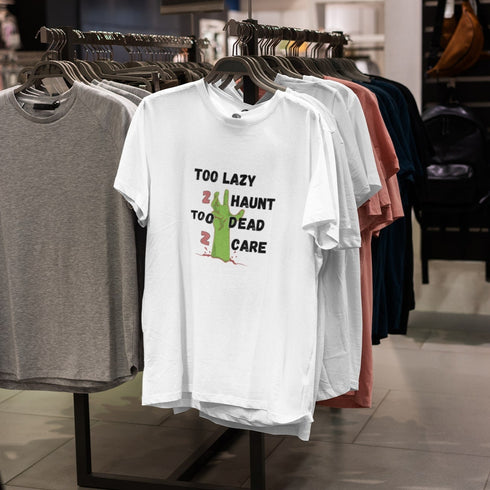 TOO LAZY
2 HAUNT
TOO DEAD
2 CARE